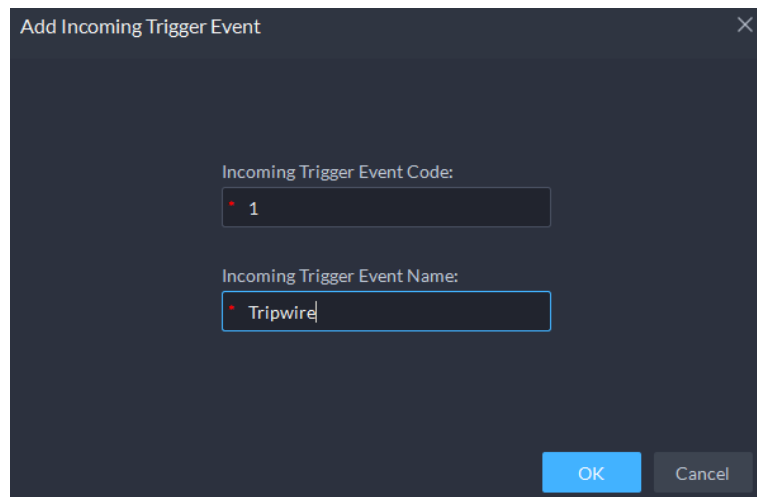 Add Incoming Trigger Event
Incoming Trigger Event Code:
* 1
Incoming Trigger Event Name:
* Tripwire
OK Cancel